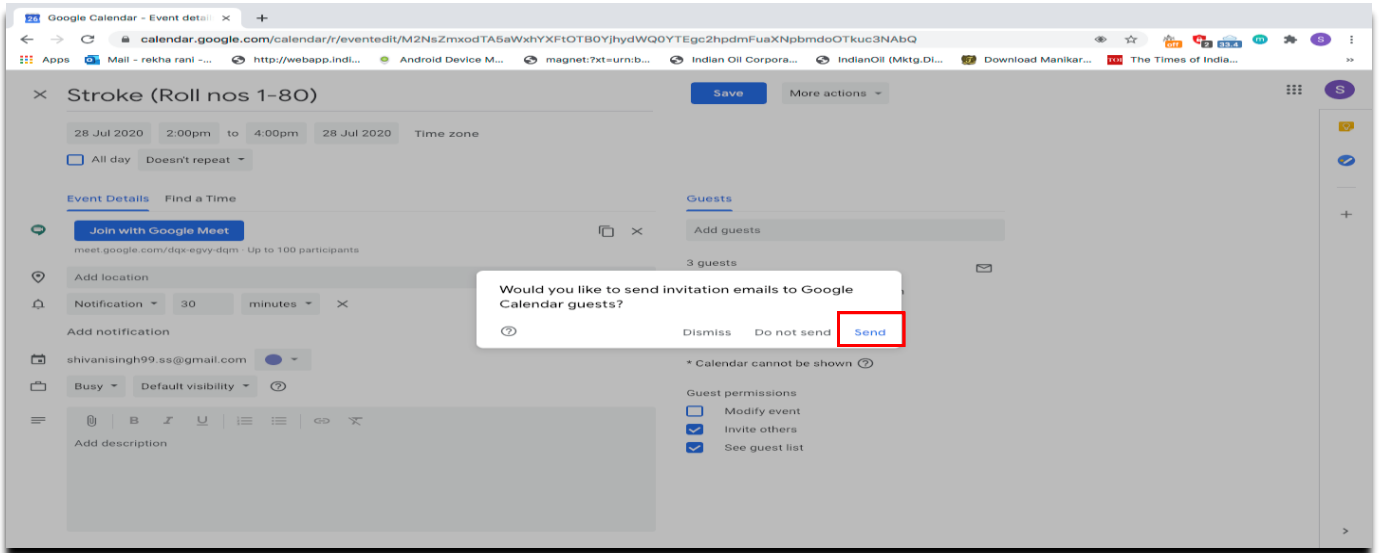 26 Google Calendar - Event detail × +
calendar.google.com/calendar/r/eventedit/M2NsZmxodTA5aWxhYXFtOTB0YjhydWQ0YTEgc2hpdmFuaXNpbmdoOTkuc3NAbQ
off 2 33.4 m S
Apps Mail - rekha rani -... http://webapp.indi... Android Device M... magnet:?xt=urn:b... Indian Oil Corpora... IndianOil (Mktg.Di... Download Manikar... TOI The Times of India... »
× Stroke (Roll nos 1-80) Save More actions S
28 Jul 2020 2:00pm to 4:00pm 28 Jul 2020 Time zone
All day Doesn't repeat
Event Details Find a Time Guests
Join with Google Meet Add guests
meet.google.com/dqx-egvy-dqm · Up to 100 participants
3 guests
Add location
Would you like to send invitation emails to Google
Calendar guests?
Notification 30 minutes
Dismiss Do not send Send
Add notification
shivanisingh99.ss@gmail.com * Calendar cannot be shown ?
Busy Default visibility ?
Guest permissions
Modify event
B I U
Invite others
Add description See guest list